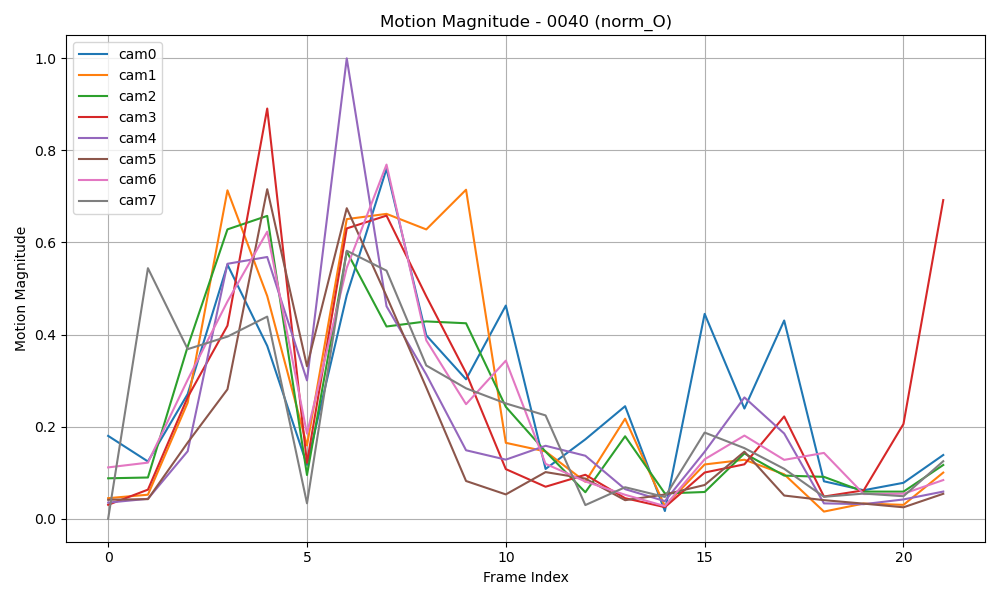 Motion Magnitude - 0040 (norm_O)
cam0
cam1
cam2
cam3
cam4
cam5
cam6
cam7
Motion Magnitude
1.0
0.8
0.6
0.4
0.2
0.0
0 5 10 15 20
Frame Index